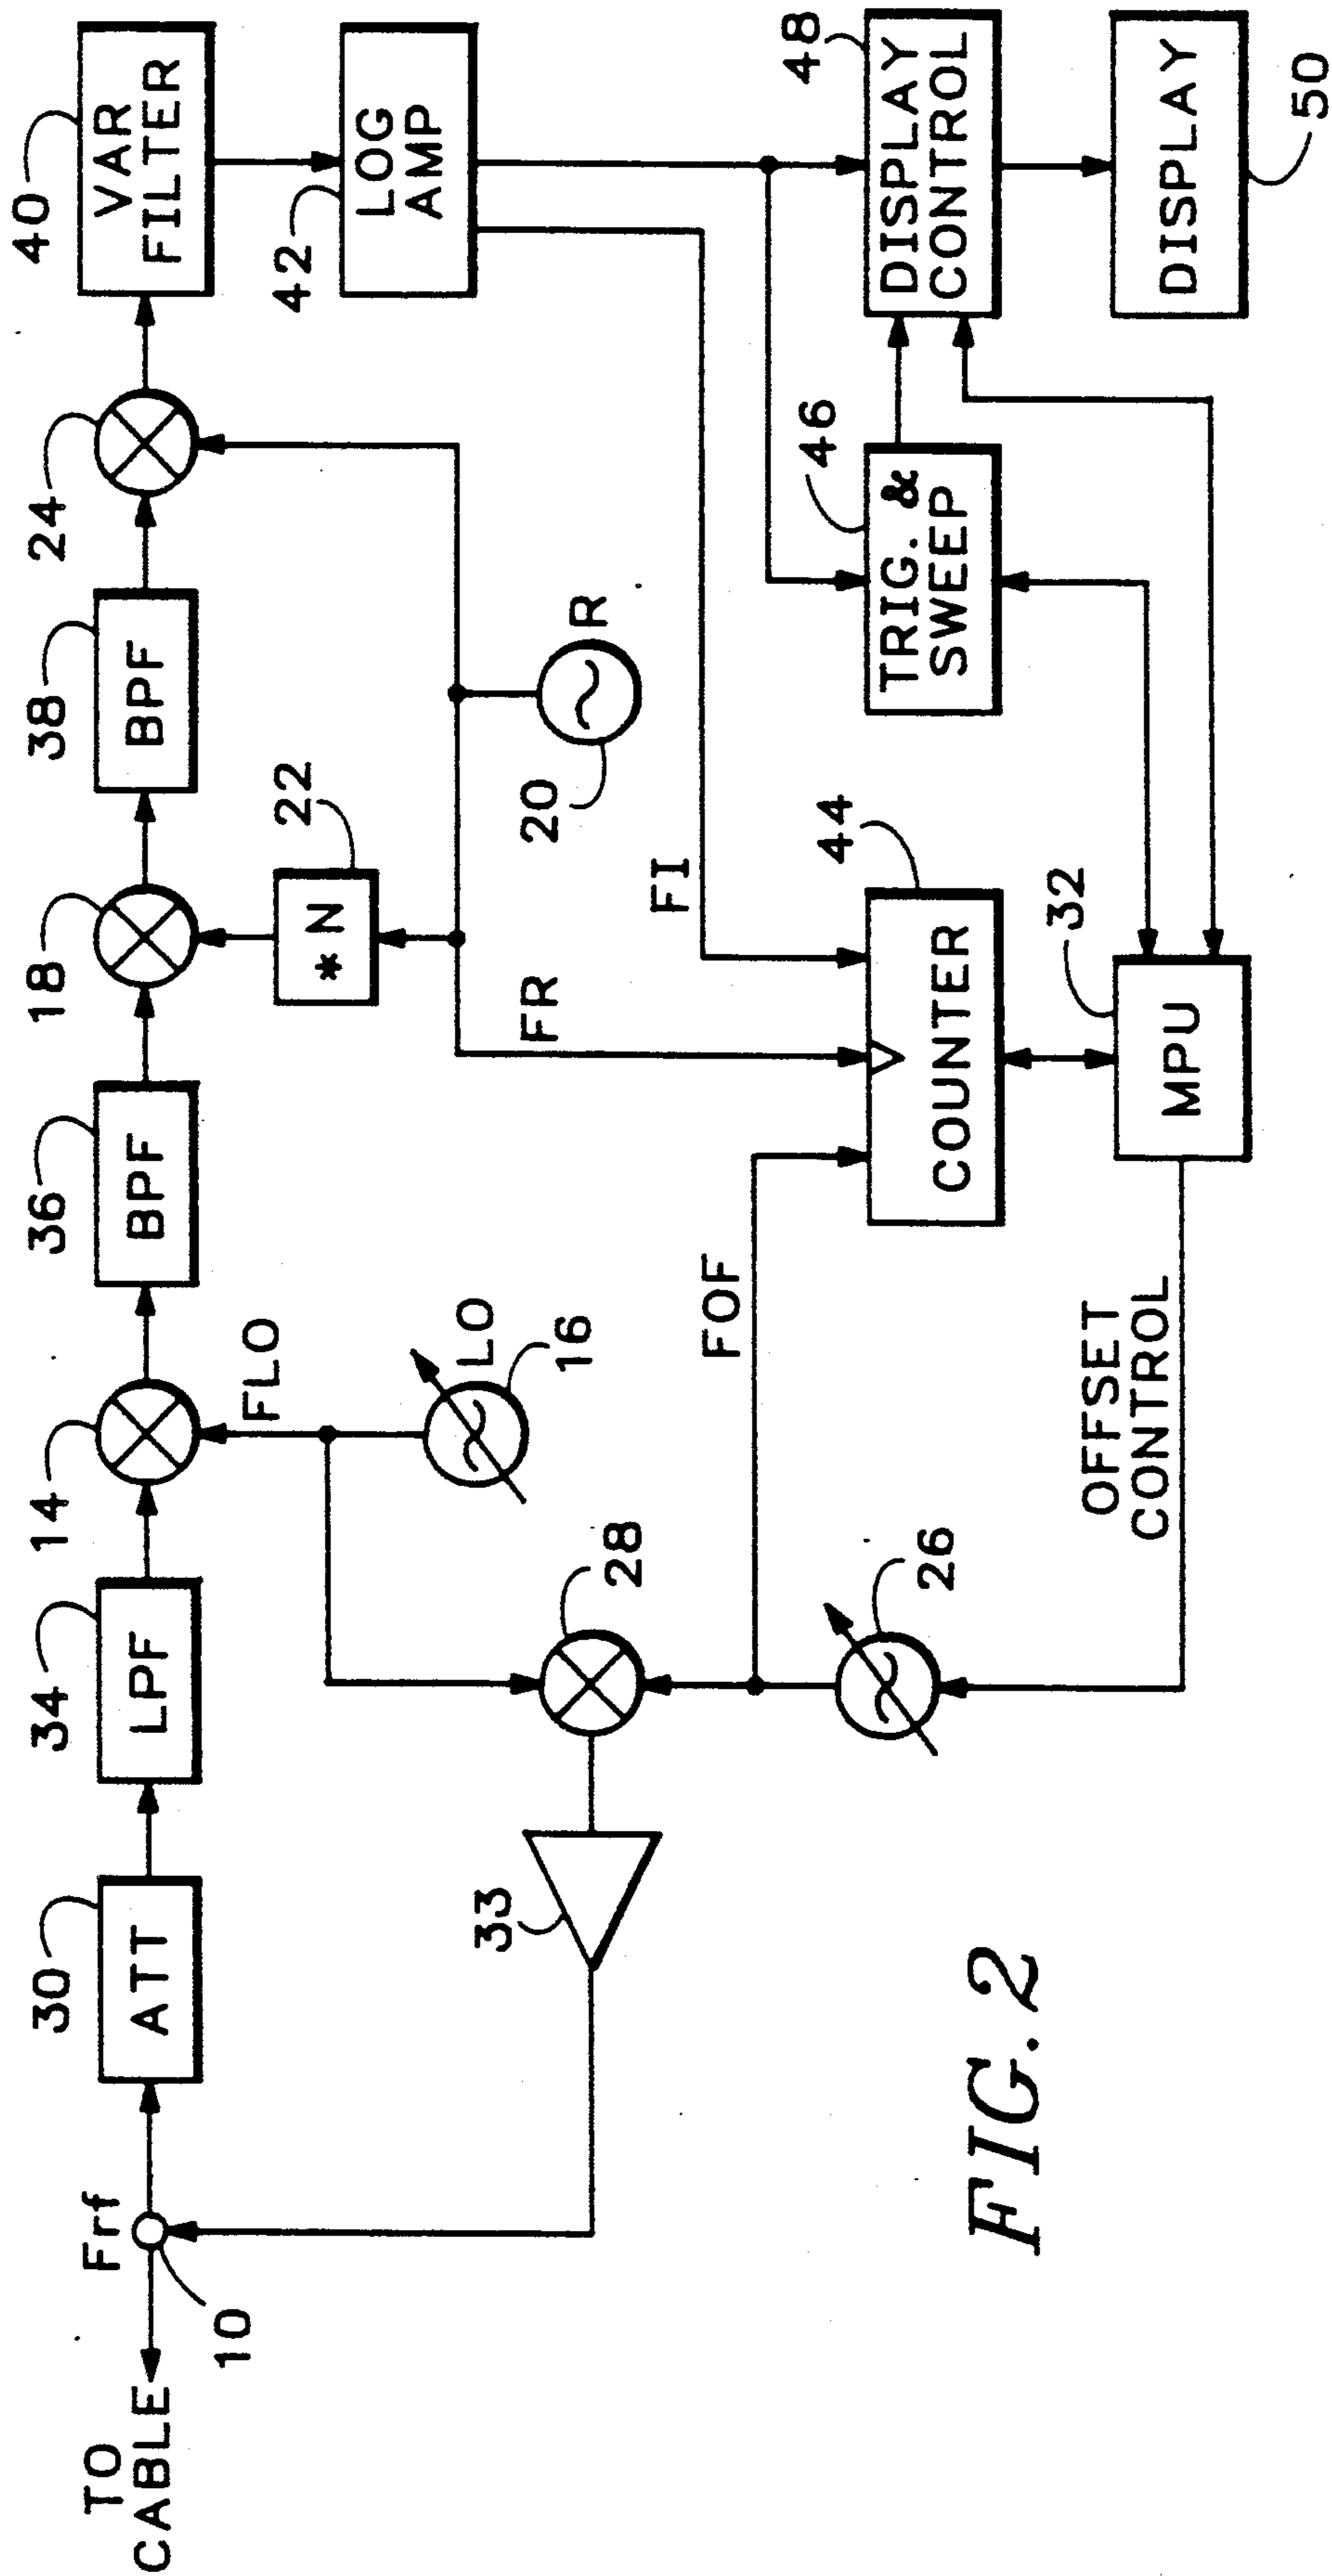 TO
CABLE
Frf
10
30
ATT
34
LPF
14
FLO
36
BPF
18
38
BPF
24
40
VAR
FILTER
42
LOG
AMP
*N
22
LO
16
20
R
33
28
26
FOF
FR
FI
44
COUNTER
46
TRIG. &
SWEEP
48
DISPLAY
CONTROL
OFFSET
CONTROL
32
MPU
DISPLAY
50
FIG. 2